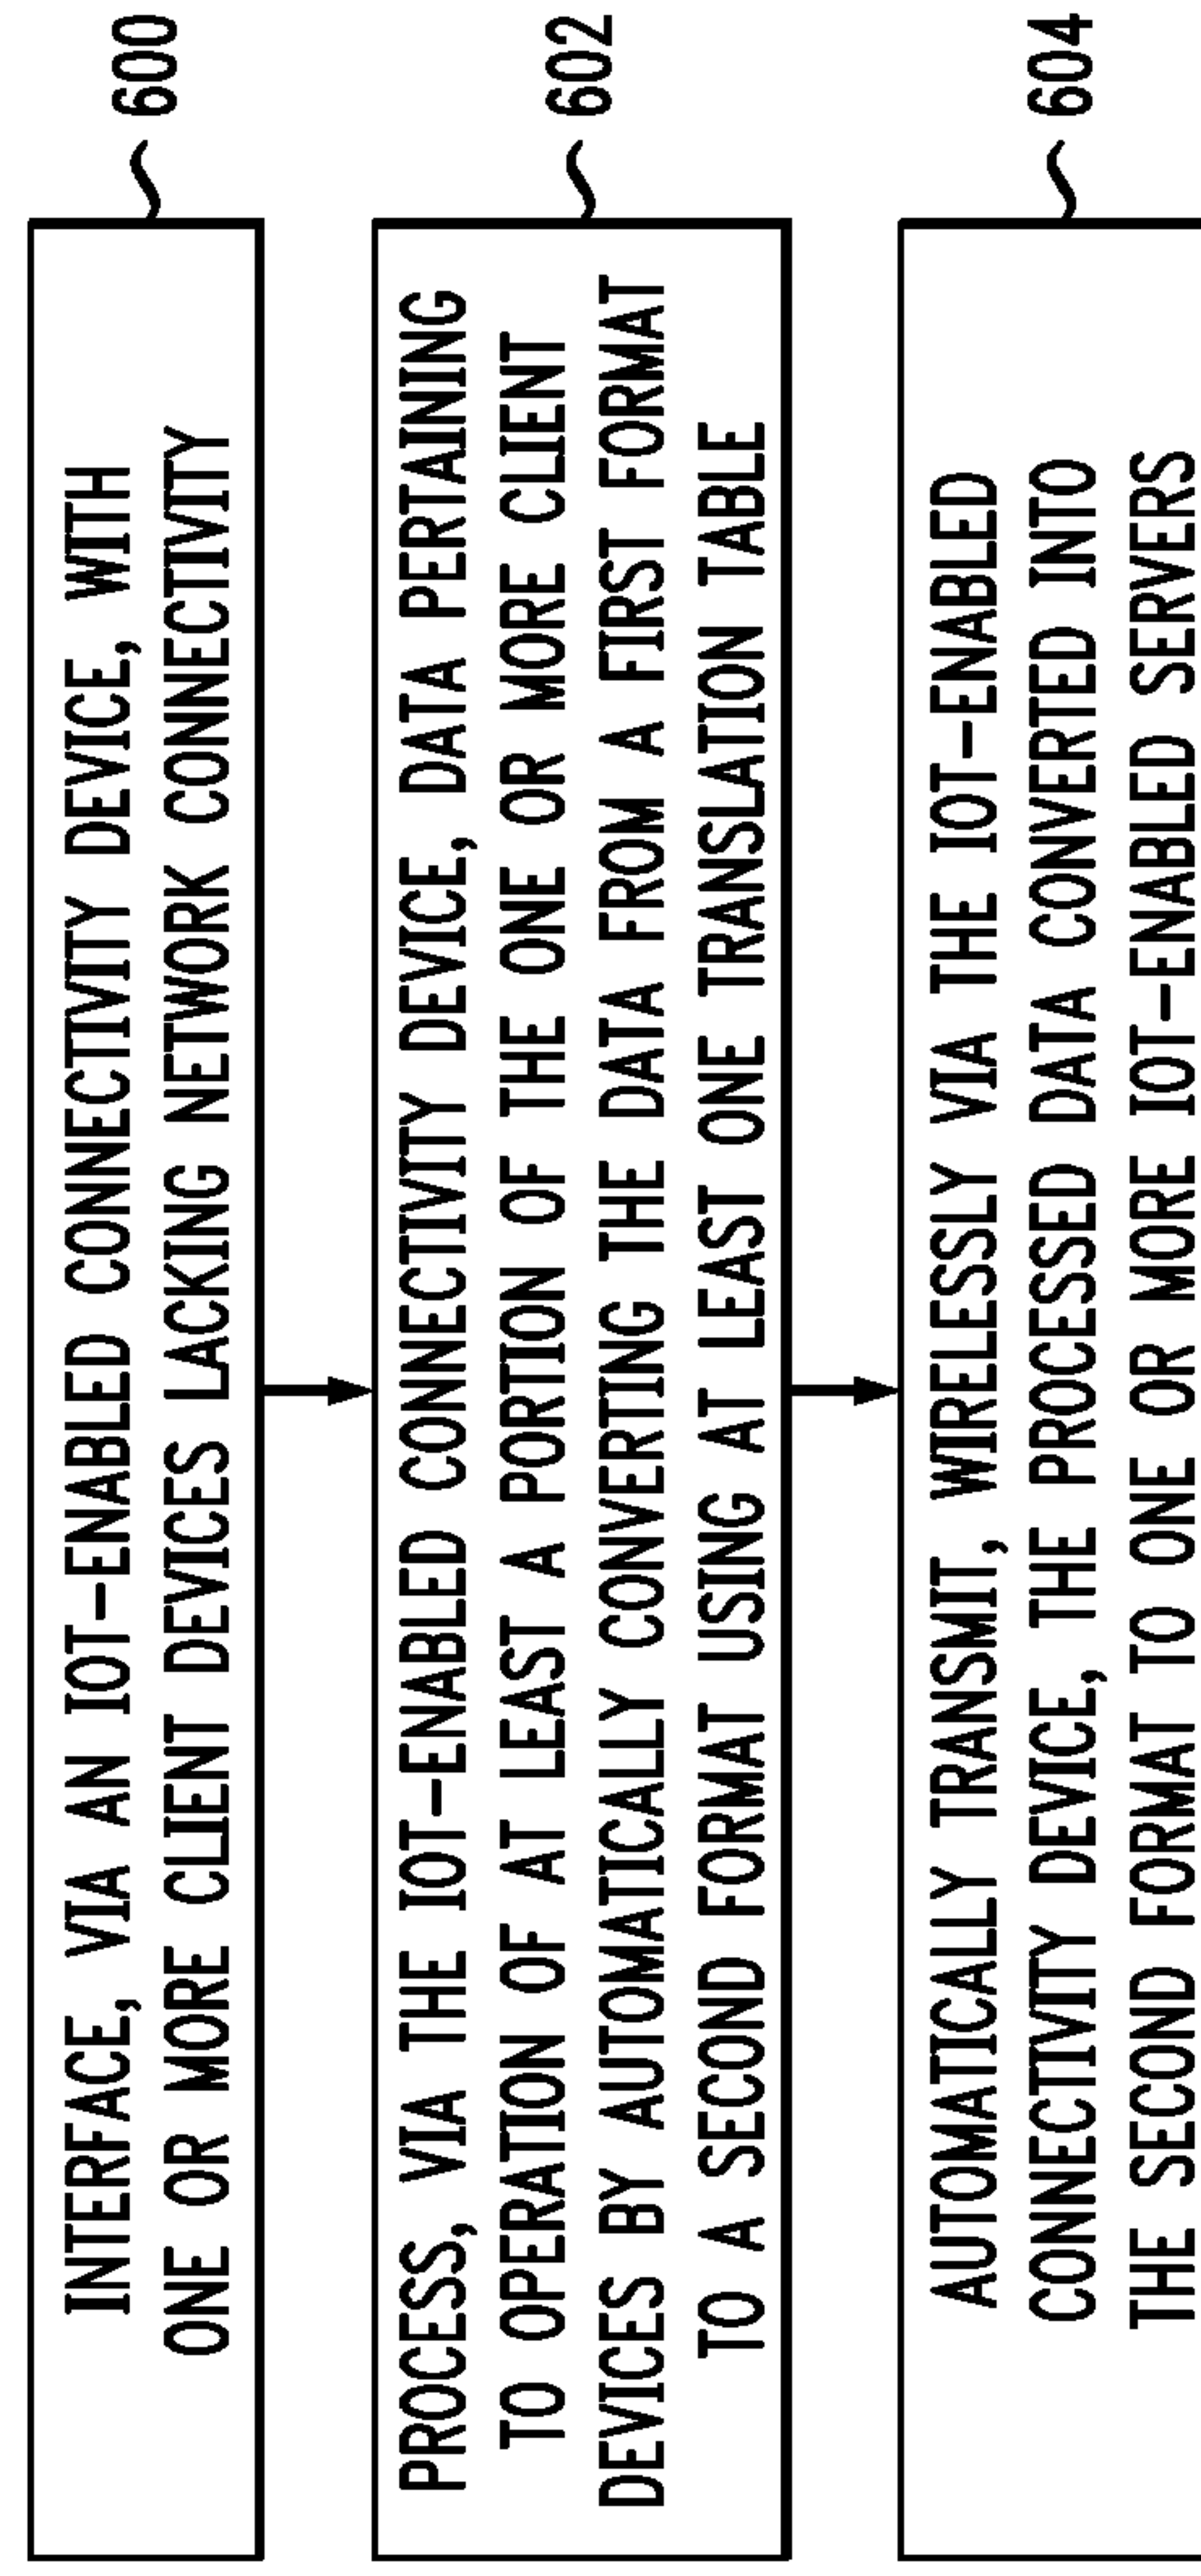 INTERFACE, VIA AN IOT-ENABLED CONNECTIVITY DEVICE, WITH
ONE OR MORE CLIENT DEVICES LACKING NETWORK CONNECTIVITY
600
PROCESS, VIA THE IOT-ENABLED CONNECTIVITY DEVICE, DATA PERTAINING
TO OPERATION OF AT LEAST A PORTION OF THE ONE OR MORE CLIENT
DEVICES BY AUTOMATICALLY CONVERTING THE DATA FROM A FIRST FORMAT
TO A SECOND FORMAT USING AT LEAST ONE TRANSLATION TABLE
602
AUTOMATICALLY TRANSMIT, WIRELESSLY VIA THE IOT-ENABLED
CONNECTIVITY DEVICE, THE PROCESSED DATA CONVERTED INTO
THE SECOND FORMAT TO ONE OR MORE IOT-ENABLED SERVERS
604